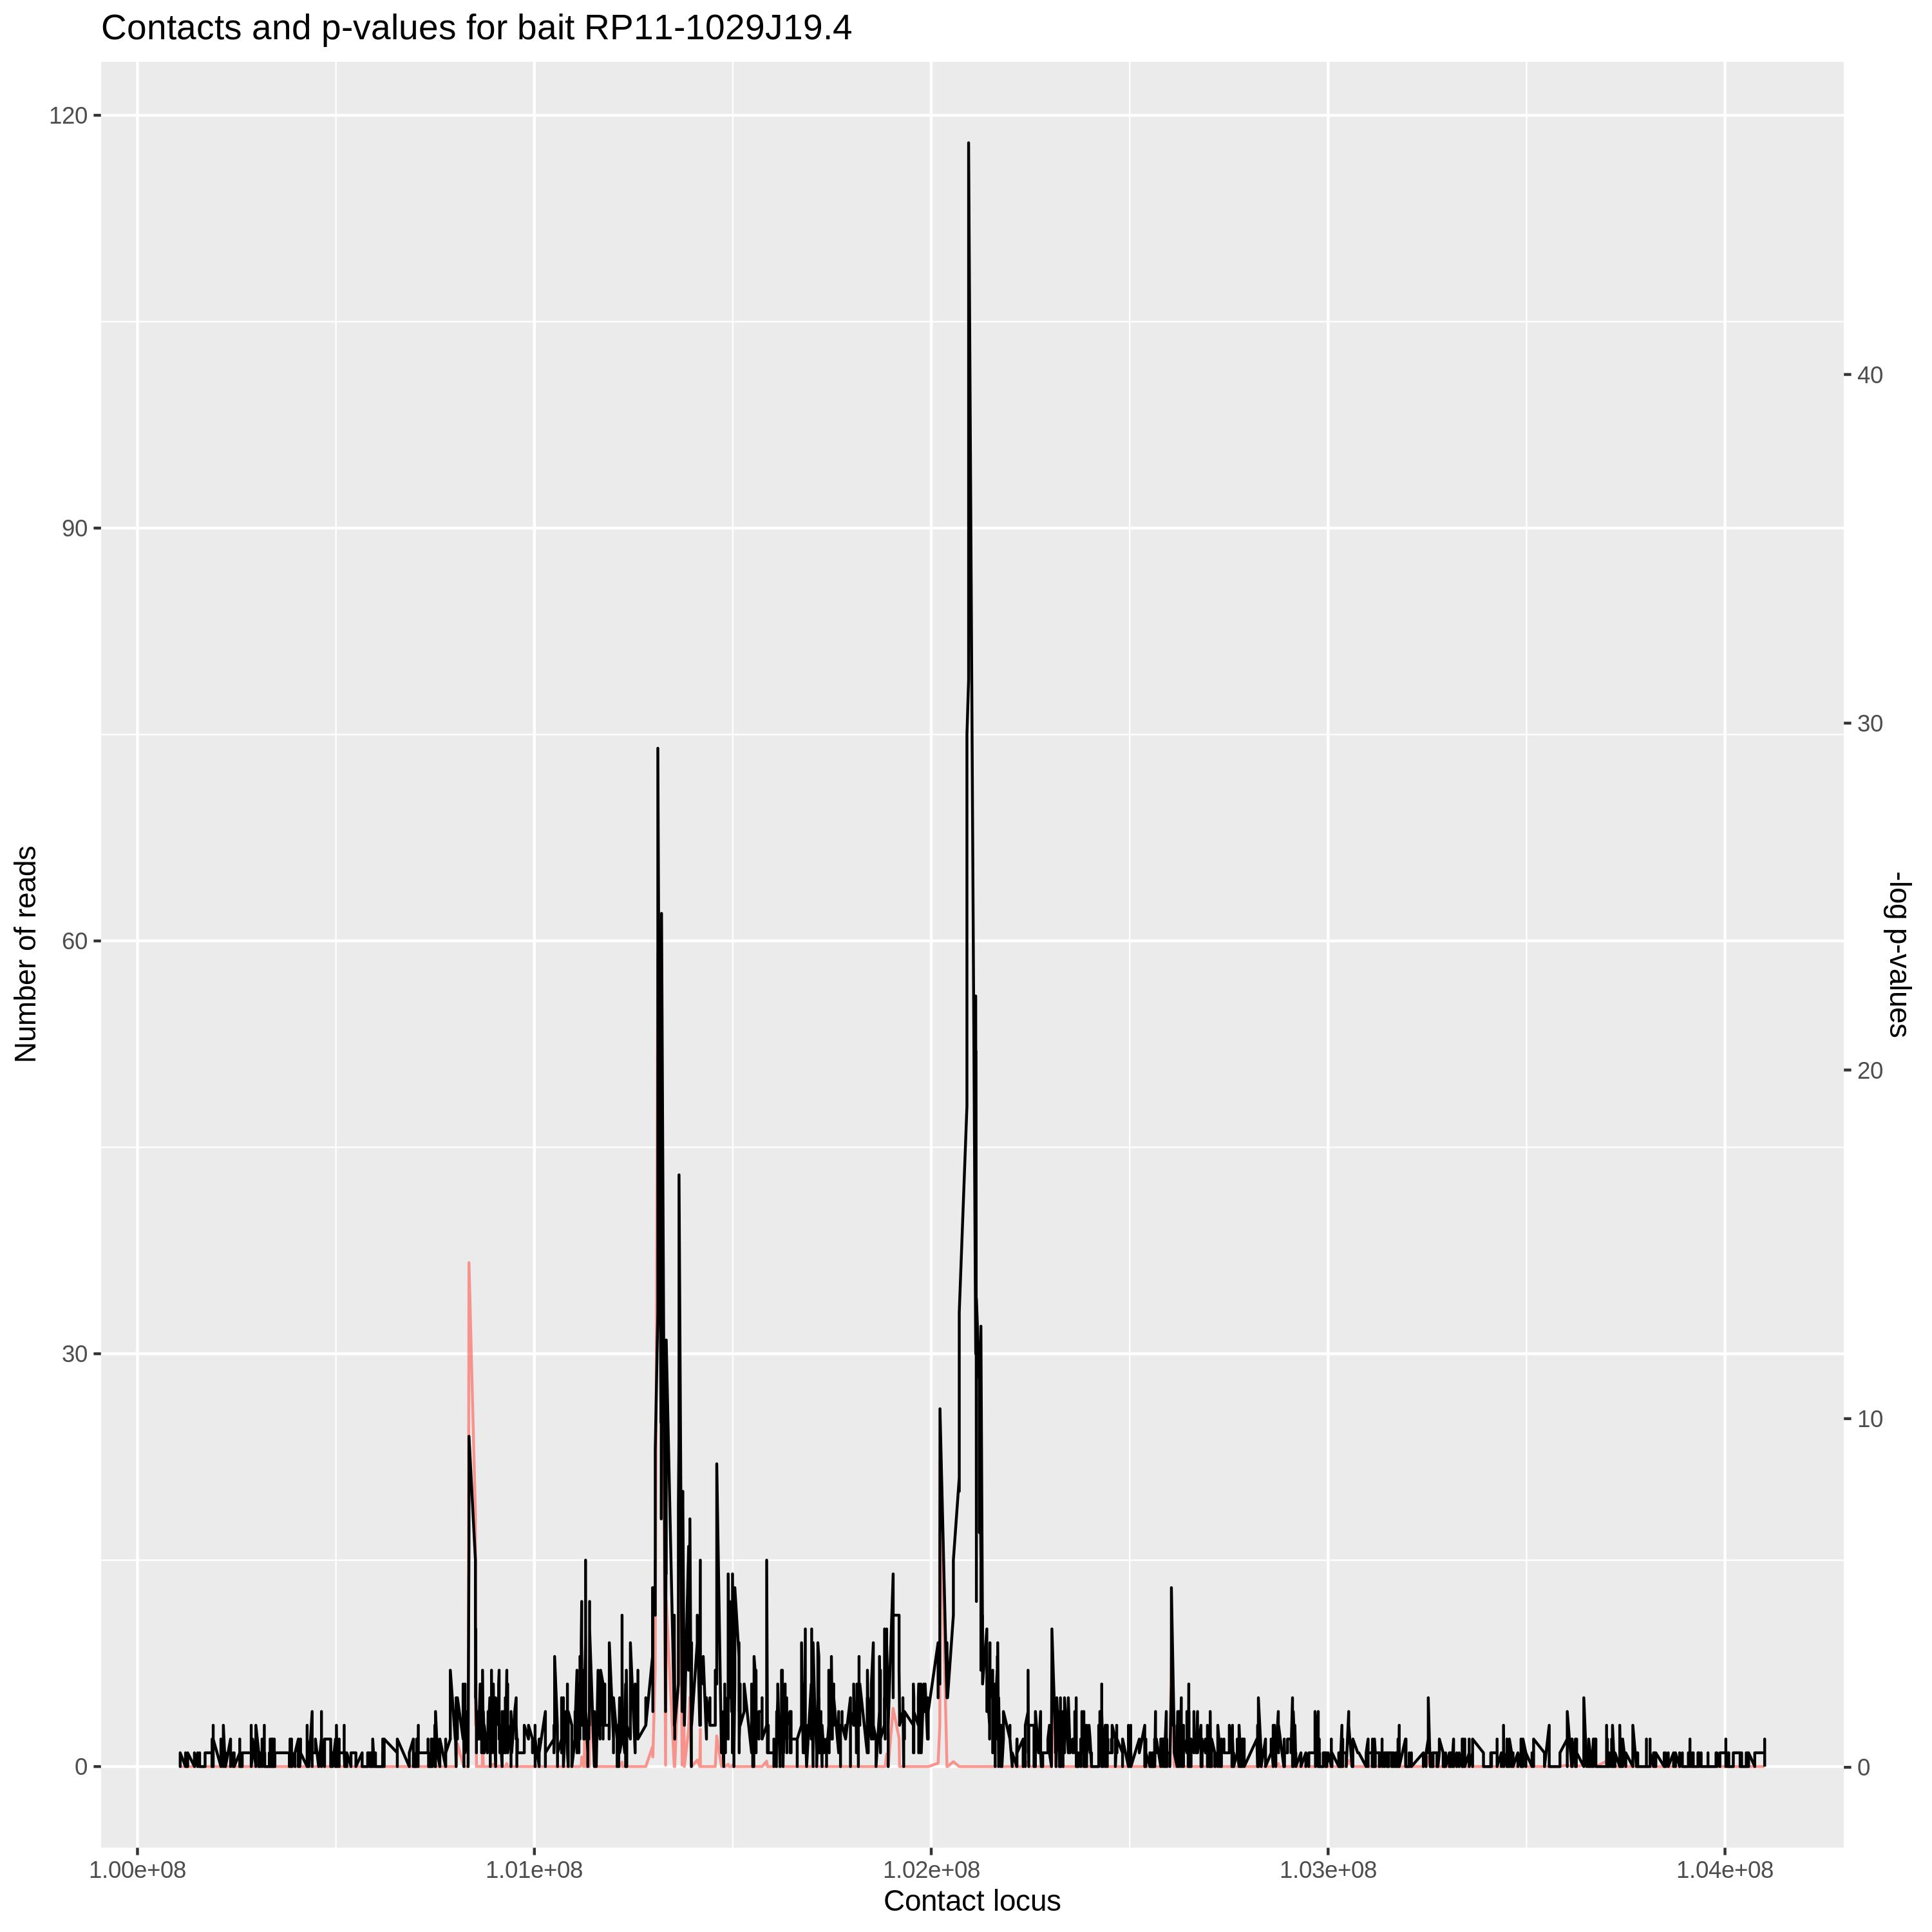 Contacts and p-values for bait RP11-1029J19.4
120
90
60
30
0
Number of reads
40
30
20
10
0
-log p-values
1.00e+08 1.01e+08 1.02e+08 1.03e+08 1.04e+08
Contact locus